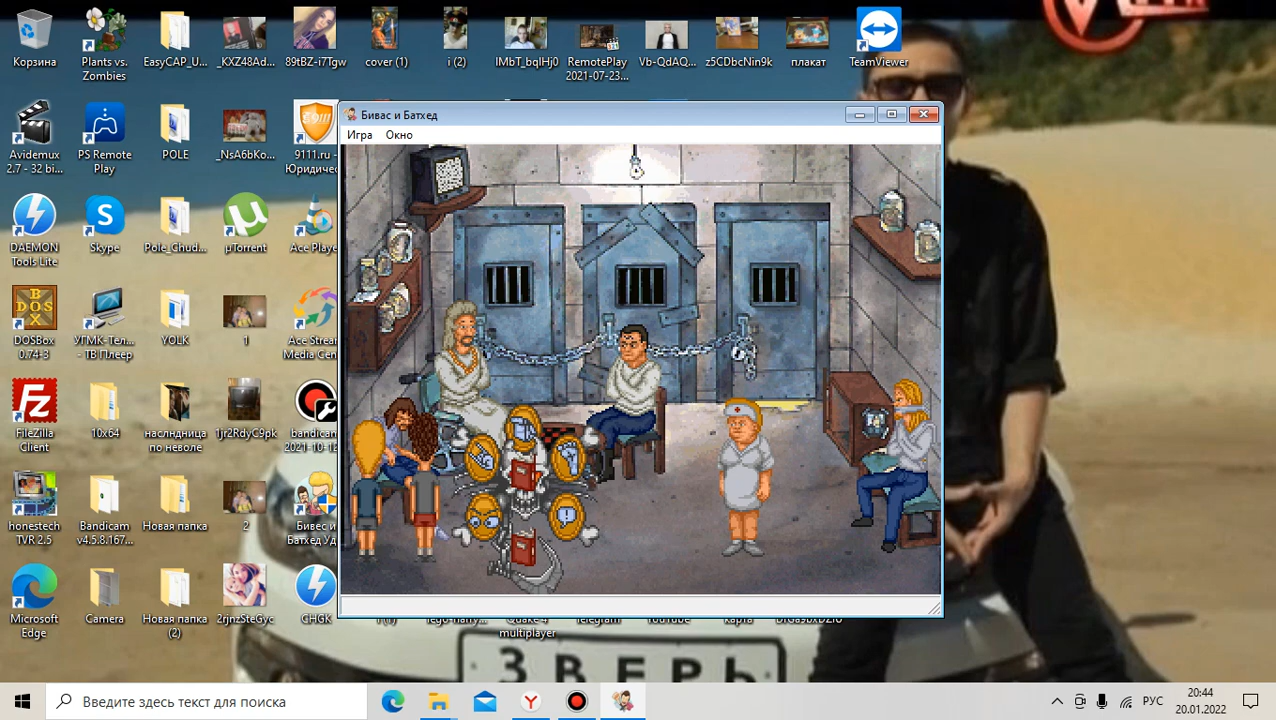 Корзина
Plants vs.
Zombies
EasyCAP_U...
_KXZ48Ad...
89tBZ-i7Tgw
cover (1)
i (2)
IMbT_bqIHj0
RemotePlay
2021-07-23...
Vb-QdAQ...
z5CDbcNin9k
плакат
TeamViewer
Бивас и Батхед
Игра Окно
Avidemux
2.7 - 32 bi...
PS Remote
Play
POLE
_NsA6bKo...
9111.ru -
Юридичес
DAEMON
Tools Lite
Skype
Pole_Chud...
µTorrent
Ace Player
DOSBox
0.74-3
УГМК-Тел...
- ТВ Плеер
YOLK
1
Ace Stream
Media Cen
FileZilla
Client
10x64
наслндница
по неволе
1jr2RdyC9pk
bandicam
2021-10-1
honestech
TVR 2.5
Bandicam
v4.5.8.167...
Новая папка
2
Бивес и
Батхед Уд
Microsoft
Edge
Camera
Новая папка
(2)
2rjnzSteGyc
CHGK
Quake 4
multiplayer
Telegram
YouTube
карта
ЗВЕРЬ
Введите здесь текст для поиска
РУС
20:44
20.01.2022